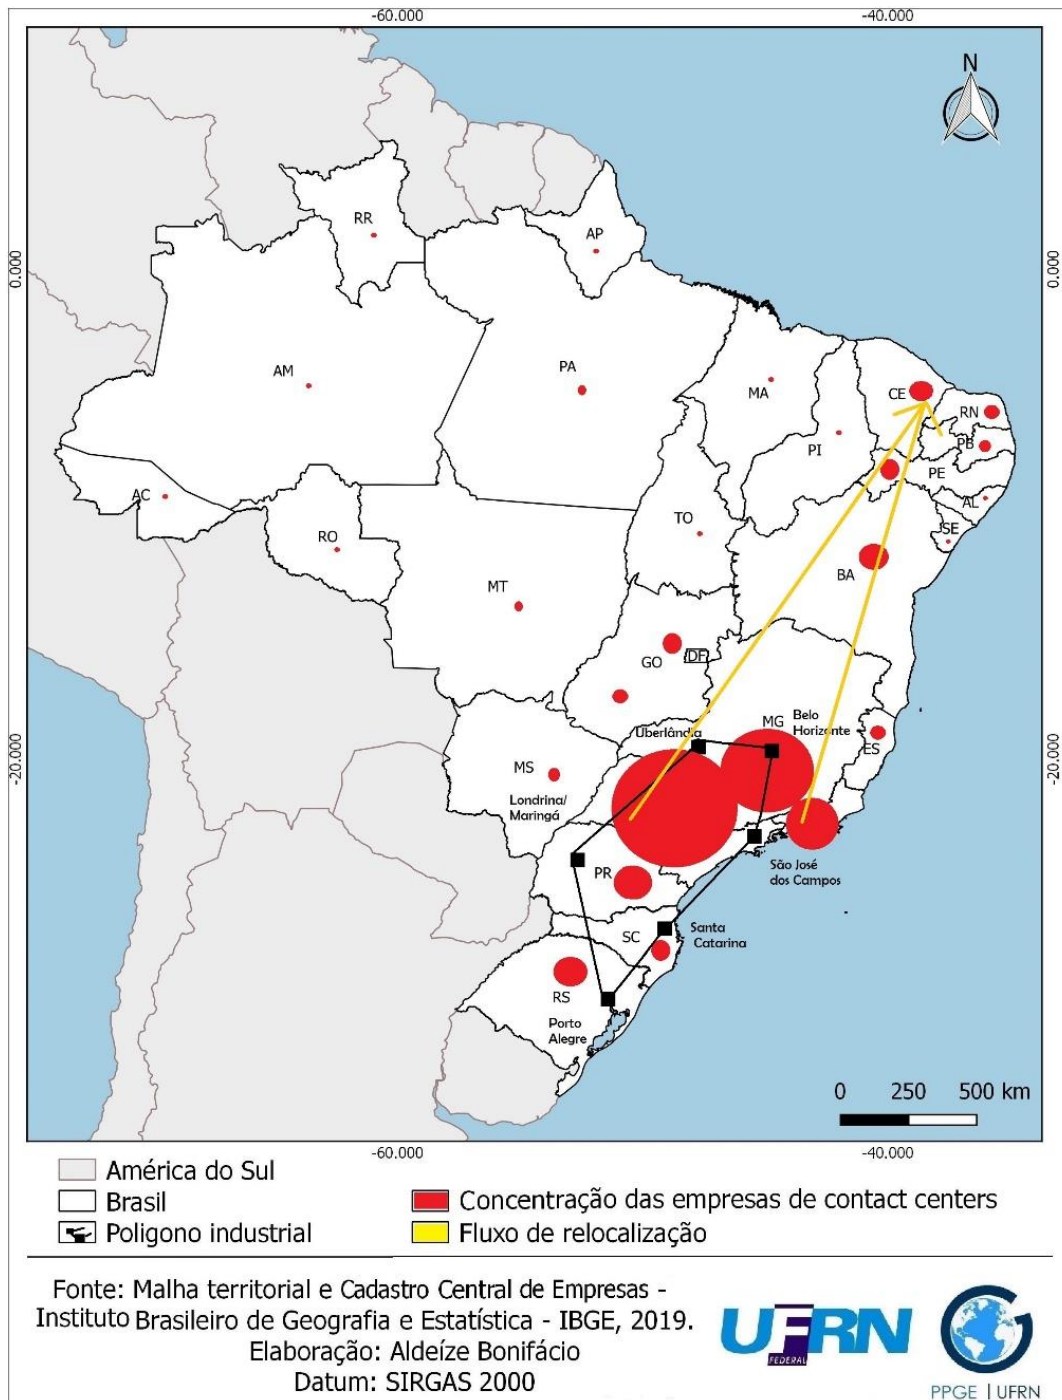 -60.000
-40.000
N
0.000
0.000
RR
AP
AM
PA
MA
CE
RN
PB
PI
PE
AL
SE
AC
RO
TO
BA
MT
GO
DF
MG
Belo
Horizonte
Uberlândia
ES
-20.000
-20.000
MS
Londrina/
Maringá
PR
São José
dos Campos
SC
Santa
Catarina
RS
Porto
Alegre
0 250 500 km
-60.000
-40.000
América do Sul
Brasil
Poligono industrial
Concentração das empresas de contact centers
Fluxo de relocalização
Fonte: Malha territorial e Cadastro Central de Empresas -
Instituto Brasileiro de Geografia e Estatística - IBGE, 2019.
Elaboração: Aldeíze Bonifácio
Datum: SIRGAS 2000
UFRN
FEDERAL
PPGE | UFRN